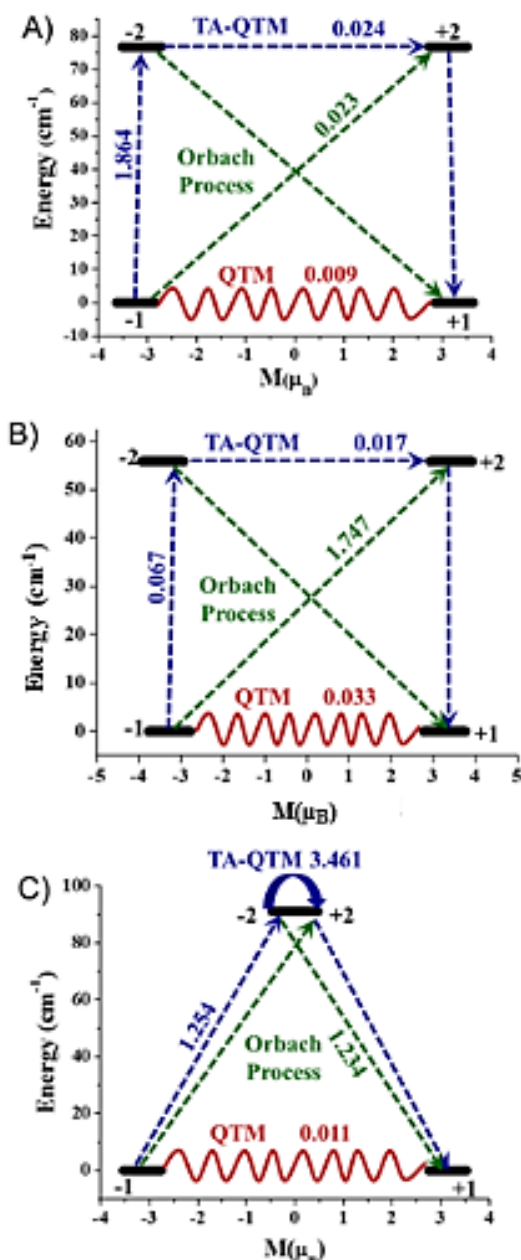 A)
Energy (cm⁻¹)
80
70
60
50
40
30
20
10
0
-10
-2
TA-QTM 0.024
+2
1.864
0.023
Orbach
Process
QTM 0.009
-1
+1
-4 -3 -2 -1 0 1 2 3 4
M(μB)
B)
Energy (cm⁻¹)
60
50
40
30
20
10
0
-2
TA-QTM 0.017
+2
0.067
1.747
Orbach
Process
QTM 0.033
-1
+1
-5 -4 -3 -2 -1 0 1 2 3 4 5
M(μB)
C)
TA-QTM 3.461
Energy (cm⁻¹)
100
80
60
40
20
0
-2
+2
1.254
1.234
Orbach
Process
QTM 0.011
-1
+1
-4 -3 -2 -1 0 1 2 3 4
M(μB)